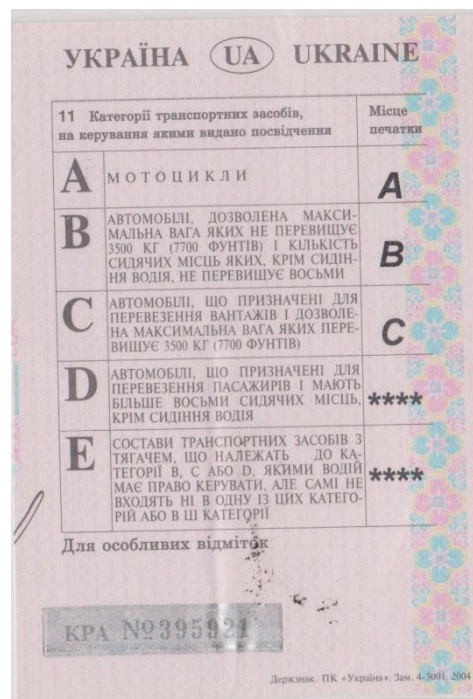 УКРАЇНА UA UKRAINE
11 Категорії транспортних засобів,
на керування якими видано посвідчення
Місце
печатки
A МОТОЦИКЛИ A
B АВТОМОБІЛІ, ДОЗВОЛЕНА МАКСИ-
МАЛЬНА ВАГА ЯКИХ НЕ ПЕРЕВИЩУЄ
3500 КГ (7700 ФУНТІВ) І КІЛЬКІСТЬ
СИДЯЧИХ МІСЦЬ ЯКИХ, КРІМ СИДІН-
НЯ ВОДІЯ, НЕ ПЕРЕВИЩУЄ ВОСЬМИ
B
C АВТОМОБІЛІ, ЩО ПРИЗНАЧЕНІ ДЛЯ
ПЕРЕВЕЗЕННЯ ВАНТАЖІВ І ДОЗВОЛЕ-
НА МАКСИМАЛЬНА ВАГА ЯКИХ ПЕРЕ-
ВИЩУЄ 3500 КГ (7700 ФУНТІВ)
C
D АВТОМОБІЛІ, ЩО ПРИЗНАЧЕНІ ДЛЯ
ПЕРЕВЕЗЕННЯ ПАСАЖИРІВ І МАЮТЬ
БІЛЬШЕ ВОСЬМИ СИДЯЧИХ МІСЦЬ,
КРІМ СИДІННЯ ВОДІЯ
****
E СОСТАВИ ТРАНСПОРТНИХ ЗАСОБІВ З
ТЯГАЧЕМ, ЩО НАЛЕЖАТЬ ДО КА-
ТЕГОРІЇ B, C АБО D, ЯКИМИ ВОДІЙ
МАЄ ПРАВО КЕРУВАТИ, АЛЕ САМІ НЕ
ВХОДЯТЬ НІ В ОДНУ ІЗ ЦИХ КАТЕГО-
РІЙ АБО В ЦІ КАТЕГОРІЇ
****
Для особливих відміток
КРА №395921
Держзнак. ПК «Україна». Зам. 4-3001. 2004